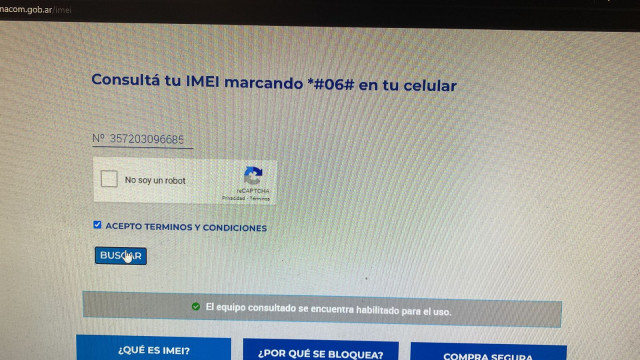 nacom.gob.ar/imei
Consultá tu IMEI marcando *#06# en tu celular
Nº 357203096685
No soy un robot
reCAPTCHA
Privacidad - Términos
ACEPTO TERMINOS Y CONDICIONES
BUSCAR
El equipo consultado se encuentra habilitado para el uso.
¿QUÉ ES IMEI?
¿POR QUÉ SE BLOQUEA?
COMPRA SEGURA